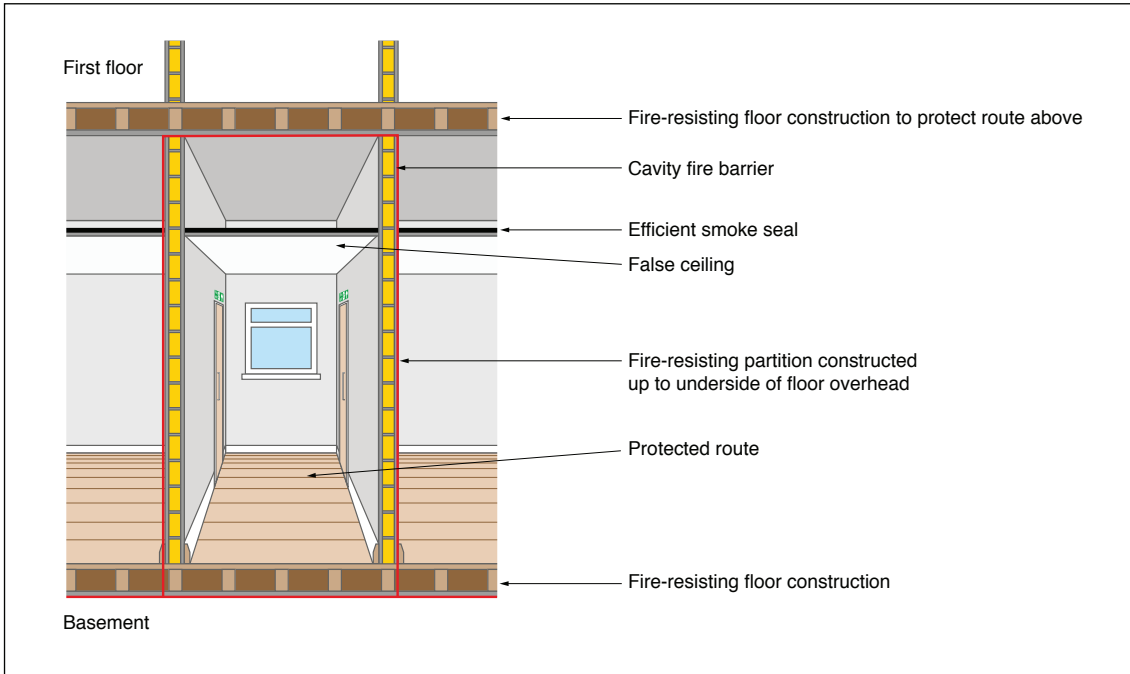 First floor
Fire-resisting floor construction to protect route above
Cavity fire barrier
Efficient smoke seal
False ceiling
Fire-resisting partition constructed
up to underside of floor overhead
Protected route
Fire-resisting floor construction
Basement